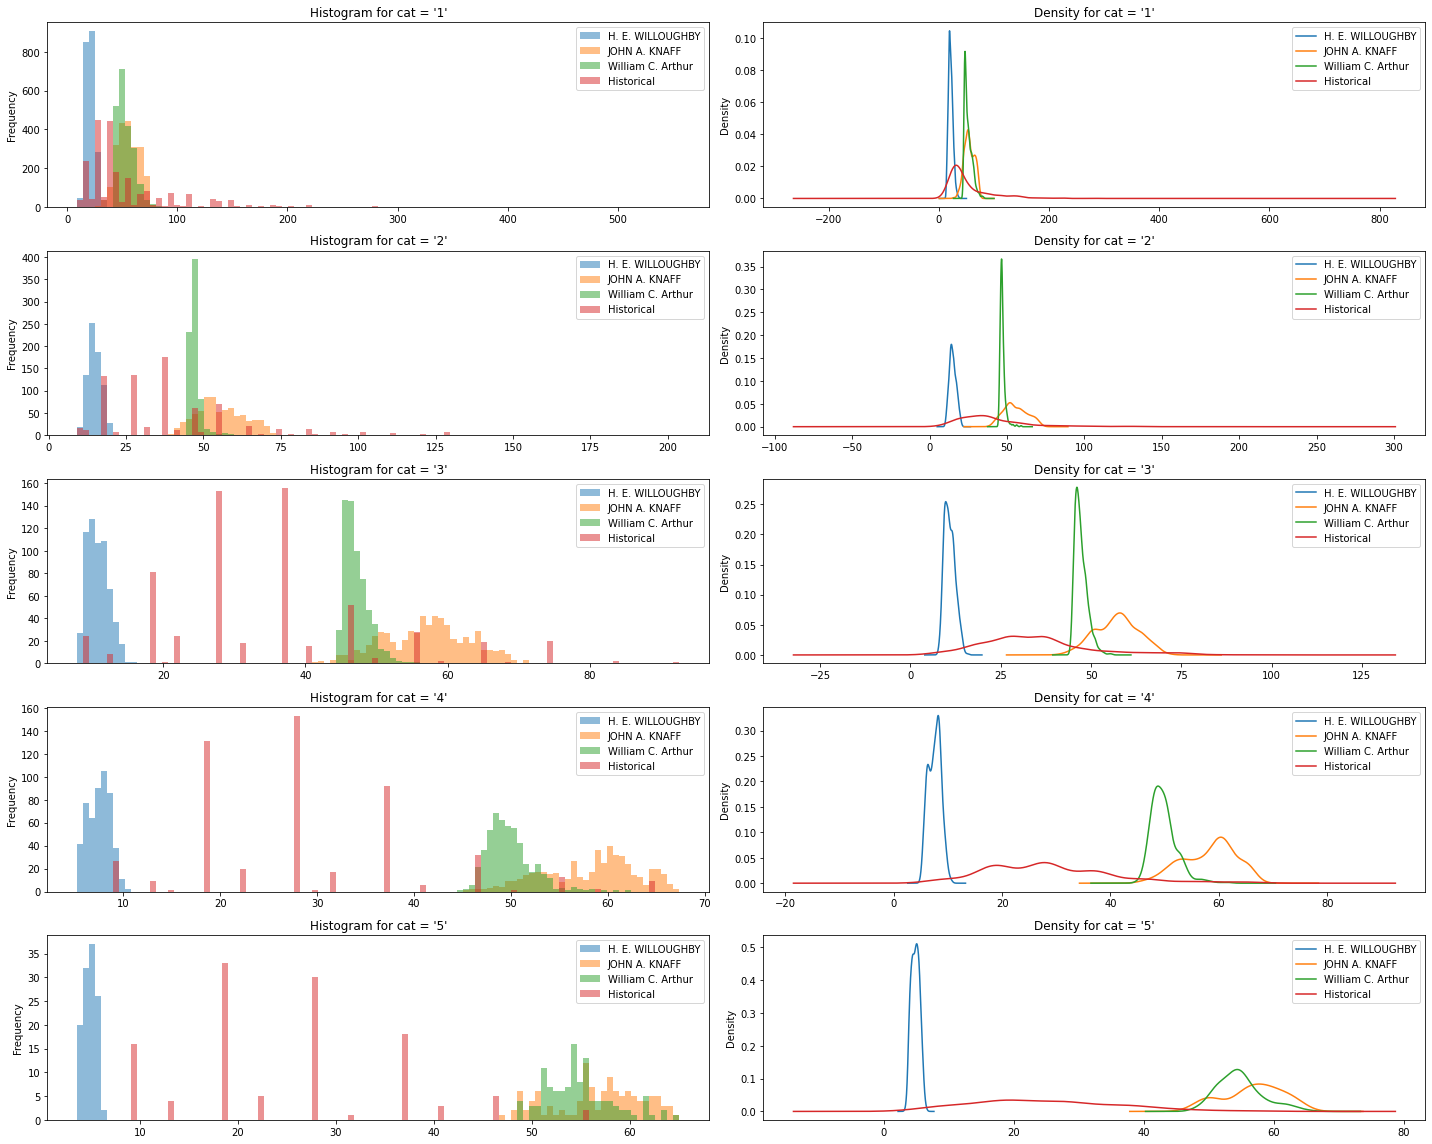 Histogram for cat = '1'
Frequency
800
600
400
200
0
0 100 200 300 400 500
H. E. WILLOUGHBY
JOHN A. KNAFF
William C. Arthur
Historical
Density for cat = '1'
Density
0.10
0.08
0.06
0.04
0.02
0.00
−200 0 200 400 600 800
H. E. WILLOUGHBY
JOHN A. KNAFF
William C. Arthur
Historical
Histogram for cat = '2'
Frequency
400
350
300
250
200
150
100
50
0
0 25 50 75 100 125 150 175 200
H. E. WILLOUGHBY
JOHN A. KNAFF
William C. Arthur
Historical
Density for cat = '2'
Density
0.35
0.30
0.25
0.20
0.15
0.10
0.05
0.00
−100 −50 0 50 100 150 200 250 300
H. E. WILLOUGHBY
JOHN A. KNAFF
William C. Arthur
Historical
Histogram for cat = '3'
Frequency
160
140
120
100
80
60
40
20
0
20 40 60 80
H. E. WILLOUGHBY
JOHN A. KNAFF
William C. Arthur
Historical
Density for cat = '3'
Density
0.25
0.20
0.15
0.10
0.05
0.00
−25 0 25 50 75 100 125
H. E. WILLOUGHBY
JOHN A. KNAFF
William C. Arthur
Historical
Histogram for cat = '4'
Frequency
160
140
120
100
80
60
40
20
0
10 20 30 40 50 60 70
H. E. WILLOUGHBY
JOHN A. KNAFF
William C. Arthur
Historical
Density for cat = '4'
Density
0.30
0.25
0.20
0.15
0.10
0.05
0.00
−20 0 20 40 60 80
H. E. WILLOUGHBY
JOHN A. KNAFF
William C. Arthur
Historical
Histogram for cat = '5'
Frequency
35
30
25
20
15
10
5
0
10 20 30 40 50 60
H. E. WILLOUGHBY
JOHN A. KNAFF
William C. Arthur
Historical
Density for cat = '5'
Density
0.5
0.4
0.3
0.2
0.1
0.0
0 20 40 60 80
H. E. WILLOUGHBY
JOHN A. KNAFF
William C. Arthur
Historical